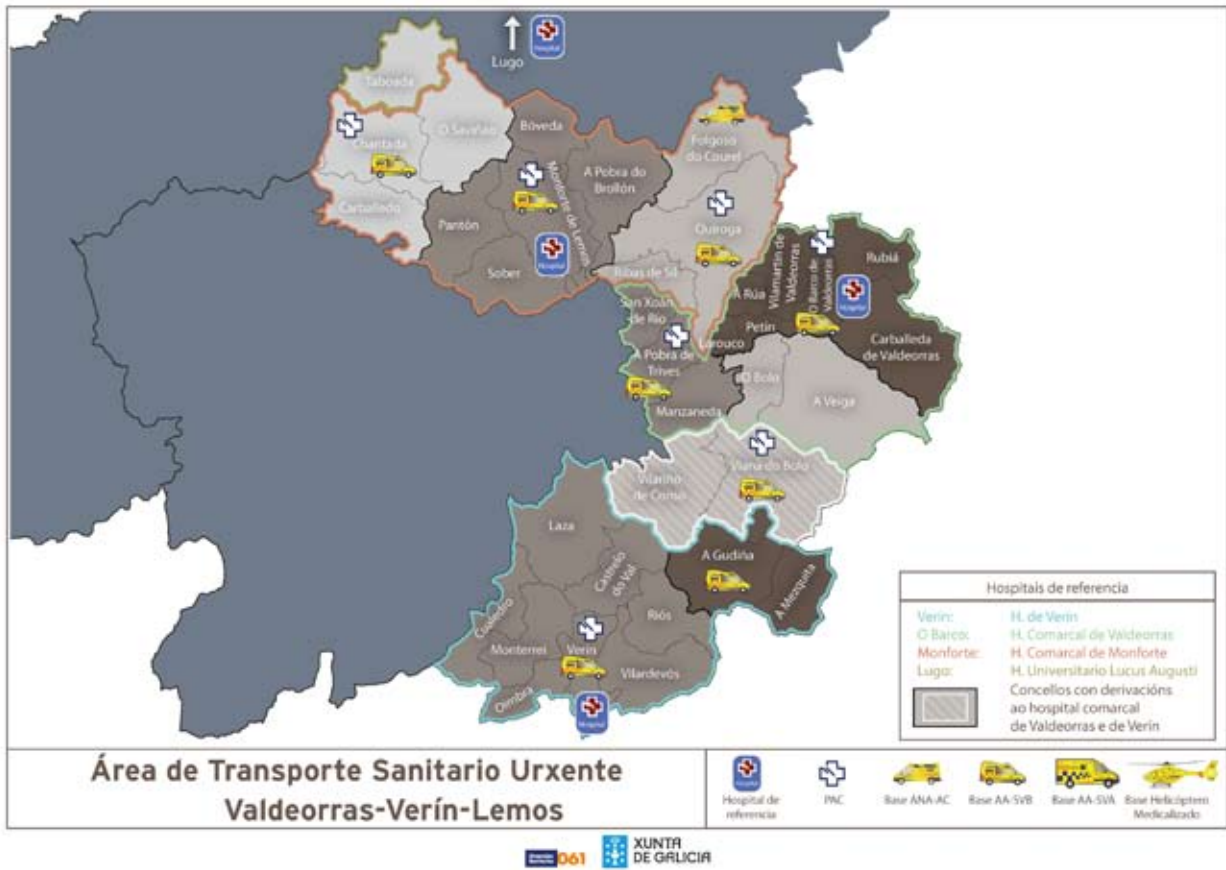 Hospital
Lugo
Taboada
Bóveda
O Saviñao
Chantada
Folgoso
do Courel
A Pobra do
Brollón
Monforte de Lemos
Carballedo
Pantón
Quiroga
Hospital
Sober
Ribas de Sil
Vilamartín de
Valdeorras
O Barco de
Valdeorras
Rubiá
Hospital
A Rúa
San Xoán
de Río
Petín
Larouco
Carballeda
de Valdeorras
A Pobra de
Trives
O Bolo
A Veiga
Manzaneda
Viana do Bolo
Vilariño
de Conso
Laza
A Gudiña
Castrelo
do Val
A Mezquita
Cualedro
Riós
Monterrei
Verín
Vilardevós
Oímbra
Hospital
Hospitais de referencia
Verín: H. de Verín
O Barco: H. Comarcal de Valdeorras
Monforte: H. Comarcal de Monforte
Lugo: H. Universitario Lucus Augusti
Concellos con derivacións
ao hospital comarcal
de Valdeorras e de Verín
Área de Transporte Sanitario Urxente
Valdeorras-Verín-Lemos
Hospital
Hospital de
referencia
PAC
Base ANA-AC
Base AA-SVB
Base AA-SVA
Base Helicóptero
Medicalizado
061
XUNTA
DE GALICIA